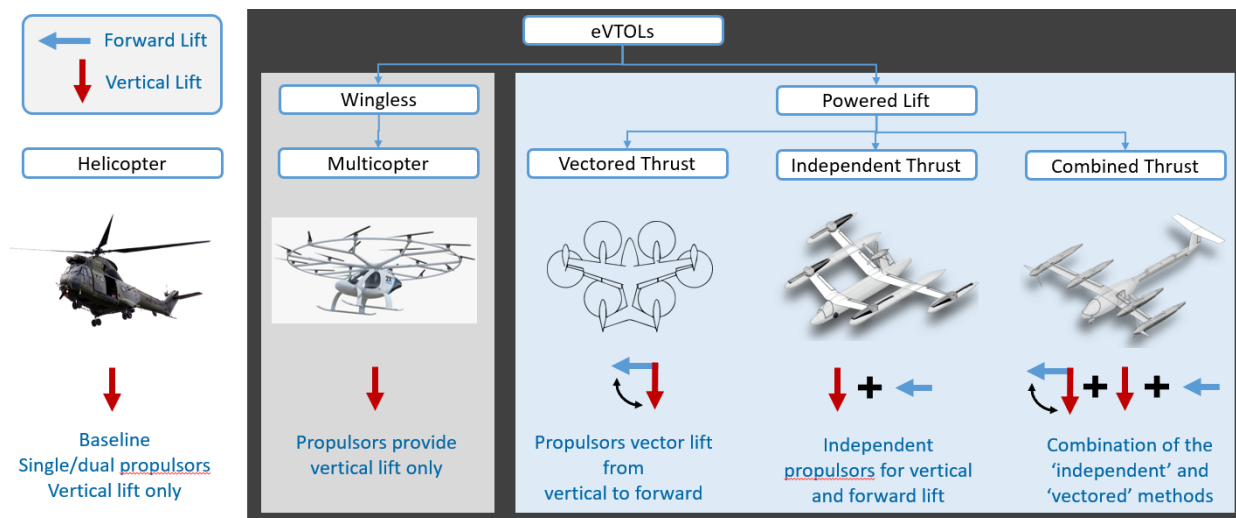 Forward Lift
Vertical Lift
eVTOLs
Wingless
Powered Lift
Helicopter
Multicopter
Vectored Thrust
Independent Thrust
Combined Thrust
Baseline
Single/dual propulsors
Vertical lift only
Propulsors provide
vertical lift only
Propulsors vector lift
from
vertical to forward
Independent
propulsors for vertical
and forward lift
Combination of the
‘independent’ and
‘vectored’ methods